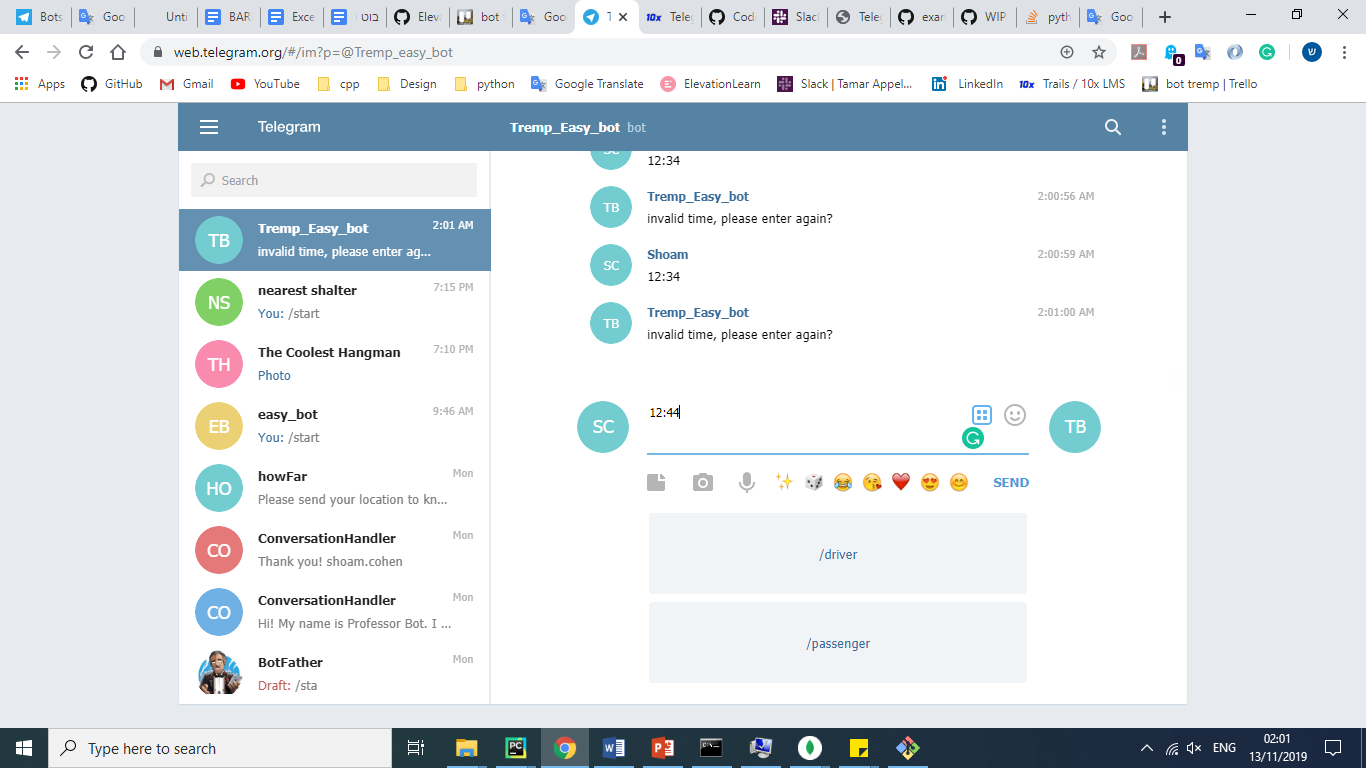 Bots
Goo
Unti
BAR
Exce
בוט
Eleva
bot t
Goo
T
10x
Tele
Code
Slack
Tele
exan
WIP
pyth
Goo
web.telegram.org/#/im?p=@Tremp_easy_bot
0
ש
Apps
GitHub
Gmail
YouTube
cpp
Design
python
Google Translate
ElevationLearn
Slack | Tamar Appel...
LinkedIn
10x
Trails / 10x LMS
bot tremp | Trello
Telegram
Tremp_Easy_bot bot
Search
TB
Tremp_Easy_bot
2:01 AM
invalid time, please enter ag...
NS
nearest shalter
7:15 PM
You: /start
TH
The Coolest Hangman
7:10 PM
Photo
EB
easy_bot
9:46 AM
You: /start
HO
howFar
Mon
Please send your location to kn...
CO
ConversationHandler
Mon
Thank you! shoam.cohen
CO
ConversationHandler
Mon
Hi! My name is Professor Bot. I ...
BotFather
Mon
Draft: /sta
SC
12:34
TB
Tremp_Easy_bot
2:00:56 AM
invalid time, please enter again?
SC
Shoam
2:00:59 AM
12:34
TB
Tremp_Easy_bot
2:01:00 AM
invalid time, please enter again?
SC
12:44
TB
SEND
/driver
/passenger
Type here to search
PC
ENG
02:01
13/11/2019